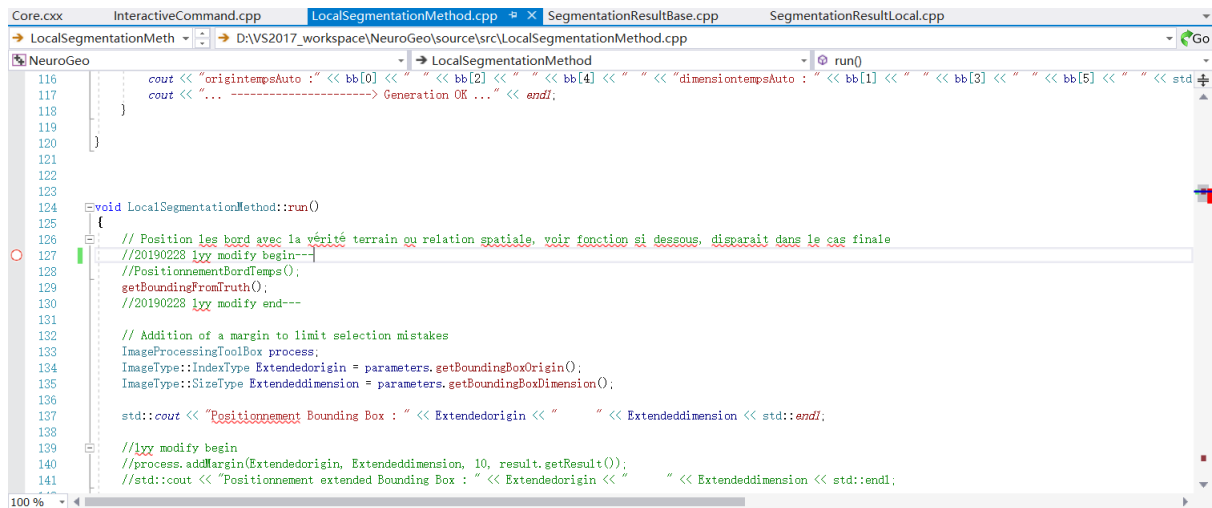 Core.cxx InteractiveCommand.cpp LocalSegmentationMethod.cpp SegmentationResultBase.cpp SegmentationResultLocal.cpp
LocalSegmentationMeth D:\VS2017_workspace\NeuroGeo\source\src\LocalSegmentationMethod.cpp Go
NeuroGeo LocalSegmentationMethod run()
116 cout << "origintempsAuto :" << bb[0] << " " << bb[2] << " " << bb[4] << " " << "dimensiontempsAuto : " << bb[1] << " " << bb[3] << " " << bb[5] << " " << std
117 cout << "... ----------------------> Generation OK ..." << endl;
118 }
119
120 }
121
122
123
124 void LocalSegmentationMethod::run()
125 {
126 // Position les bord avec la vérité terrain ou relation spatiale, voir fonction si dessous, disparait dans le cas finale
127 //20190228 lyy modify begin---
128 //PositionnementBordTemps();
129 getBoundingFromTruth();
130 //20190228 lyy modify end---
131
132 // Addition of a margin to limit selection mistakes
133 ImageProcessingToolBox process;
134 ImageType::IndexType Extendedorigin = parameters.getBoundingBoxOrigin();
135 ImageType::SizeType Extendeddimension = parameters.getBoundingBoxDimension();
136
137 std::cout << "Positionnement Bounding Box : " << Extendedorigin << " " << Extendeddimension << std::endl;
138
139 //lyy modify begin
140 //process.addMargin(Extendedorigin, Extendeddimension, 10, result.getResult());
141 //std::cout << "Positionnement extended Bounding Box : " << Extendedorigin << " " << Extendeddimension << std::endl;
100 %